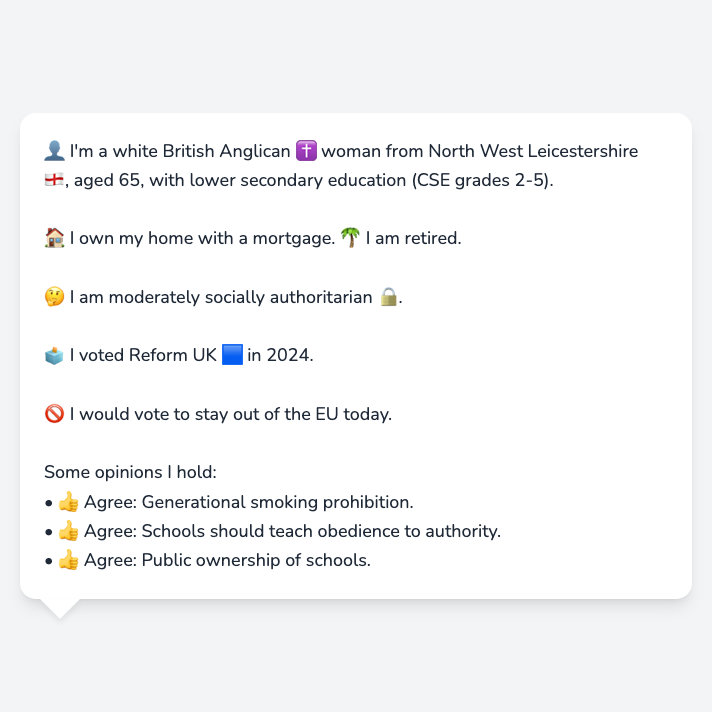 👤 I'm a white British Anglican ✝️ woman from North West Leicestershire
🏴󠁧󠁢󠁥󠁮󠁧󠁿, aged 65, with lower secondary education (CSE grades 2-5).
🏠 I own my home with a mortgage. 🌴 I am retired.
🤔 I am moderately socially authoritarian 🔒.
🗳️ I voted Reform UK 🟦 in 2024.
🚫 I would vote to stay out of the EU today.
Some opinions I hold:
• 👍 Agree: Generational smoking prohibition.
• 👍 Agree: Schools should teach obedience to authority.
• 👍 Agree: Public ownership of schools.